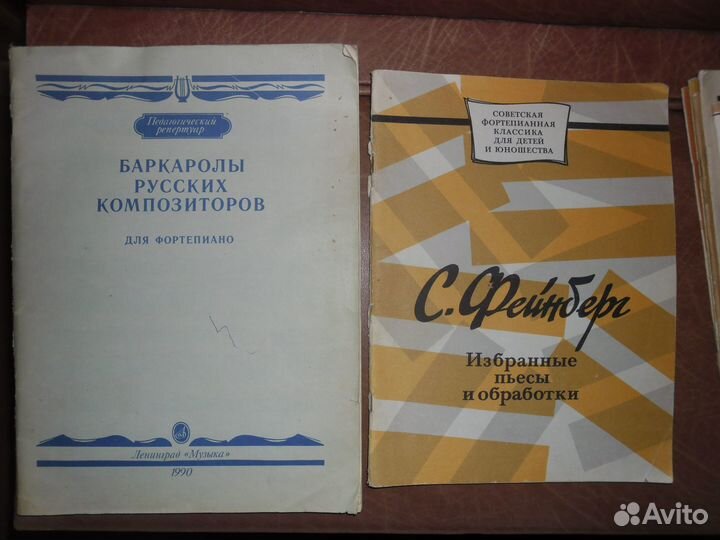 Педагогический
репертуар
БАРКАРОЛЫ
РУССКИХ
КОМПОЗИТОРОВ
ДЛЯ ФОРТЕПИАНО
Ленинград «Музыка»
1990
СОВЕТСКАЯ
ФОРТЕПИАННАЯ
КЛАССИКА
ДЛЯ ДЕТЕЙ
И ЮНОШЕСТВА
С. Фейнберг
Избранные
пьесы
и обработки
Avito